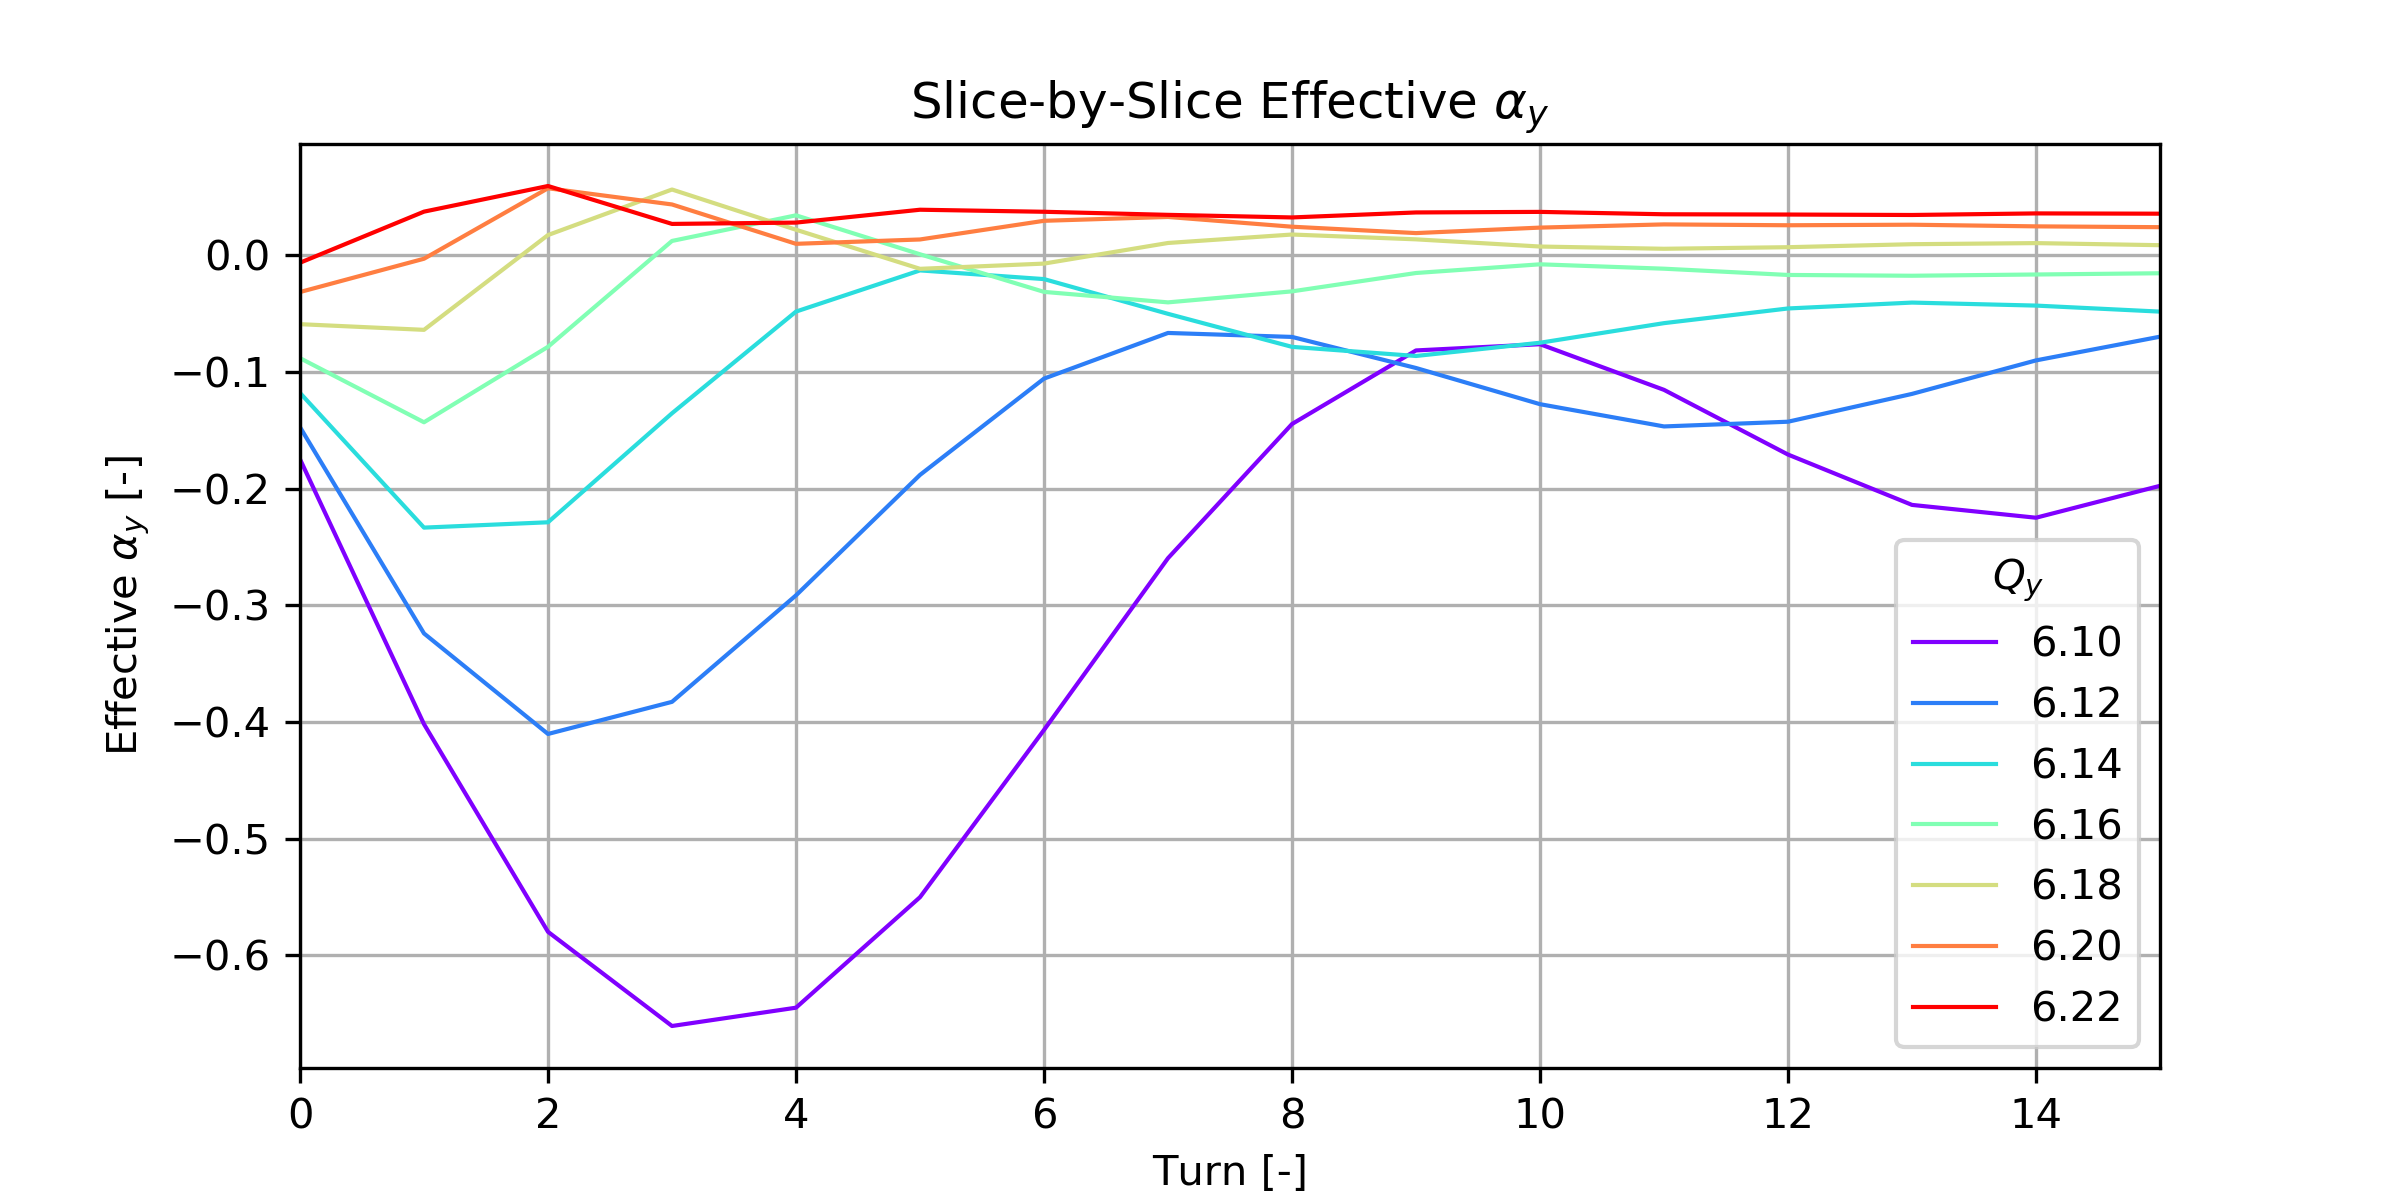 Slice-by-Slice Effective αy
Effective αy [-]
0.0
−0.1
−0.2
−0.3
−0.4
−0.5
−0.6
Qy
6.10
6.12
6.14
6.16
6.18
6.20
6.22
0 2 4 6 8 10 12 14
Turn [-]